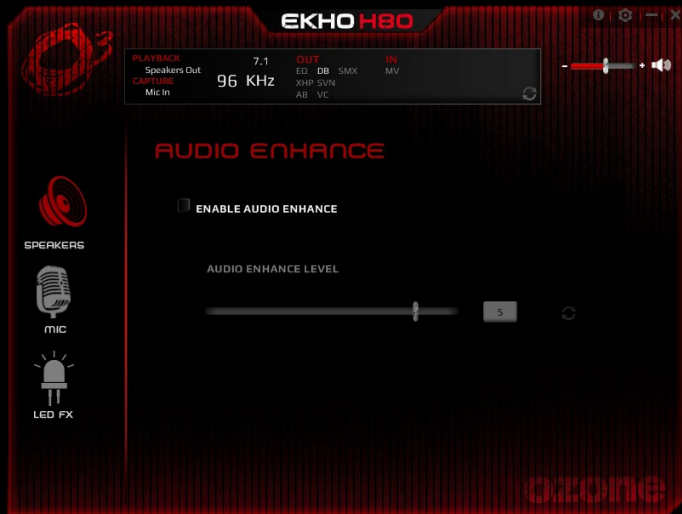 EKHO H80
PLAYBACK
Speakers Out
CAPTURE
Mic In
7.1
96 KHz
OUT
EQ DB SMX
XHP SVN
AB VC
IN
MV
- +
AUDIO ENHANCE
ENABLE AUDIO ENHANCE
AUDIO ENHANCE LEVEL
5
SPEAKERS
MIC
LED FX
ozone